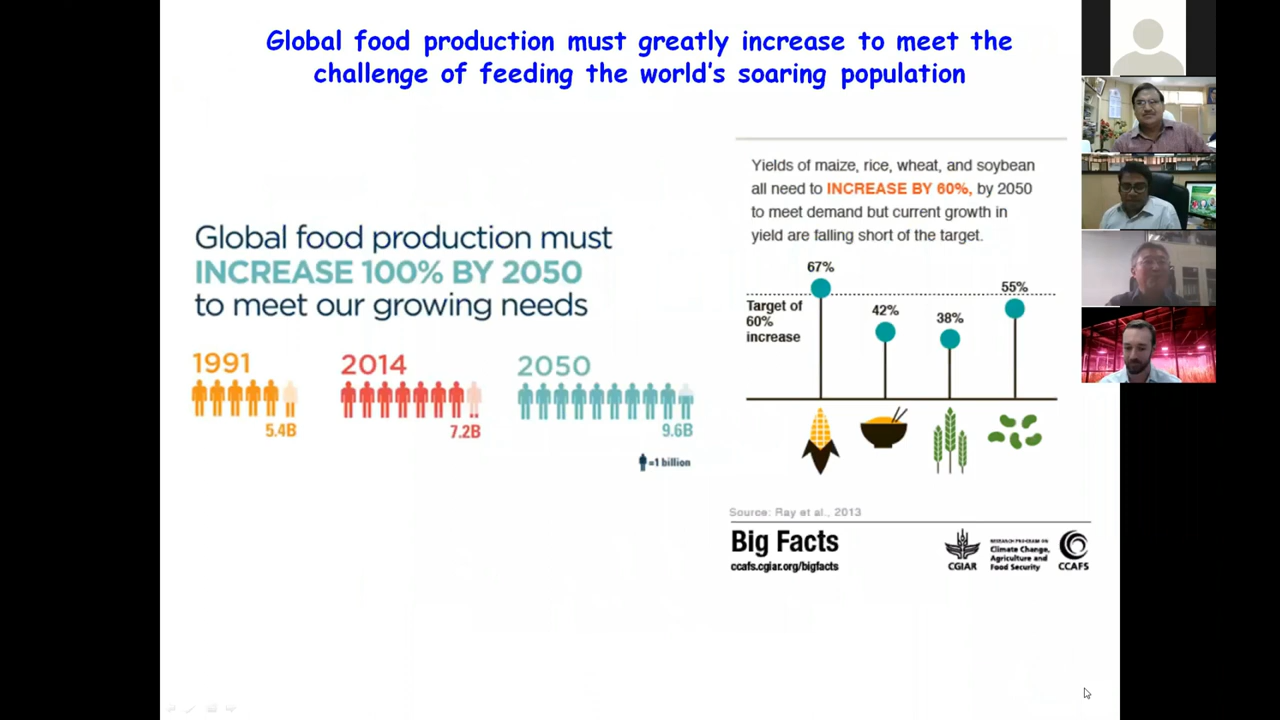 Global food production must greatly increase to meet the
challenge of feeding the world's soaring population
Global food production must
INCREASE 100% BY 2050
to meet our growing needs
1991
5.4B
2014
7.2B
2050
9.6B
=1 billion
Yields of maize, rice, wheat, and soybean
all need to INCREASE BY 60%, by 2050
to meet demand but current growth in
yield are falling short of the target.
67%
42%
38%
55%
Target of
60%
increase
Source: Ray et al., 2013
Big Facts
ccafs.cgiar.org/bigfacts
CGIAR
RESEARCH PROGRAM ON
Climate Change,
Agriculture and
Food Security
CCAFS